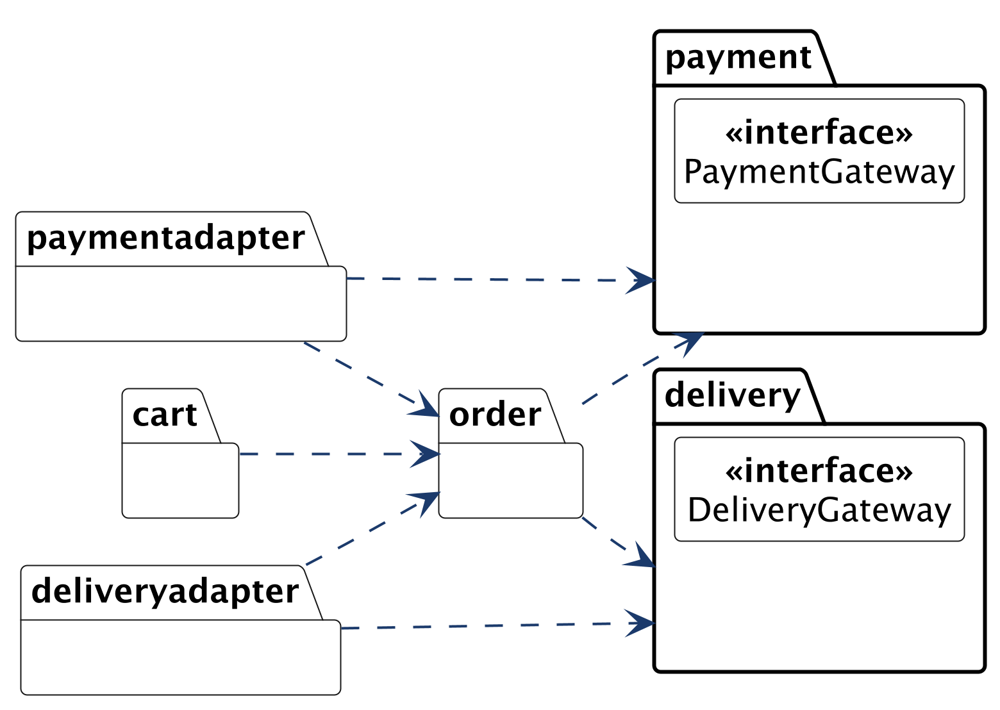 payment
«interface»
PaymentGateway
paymentadapter
cart
order
delivery
«interface»
DeliveryGateway
deliveryadapter